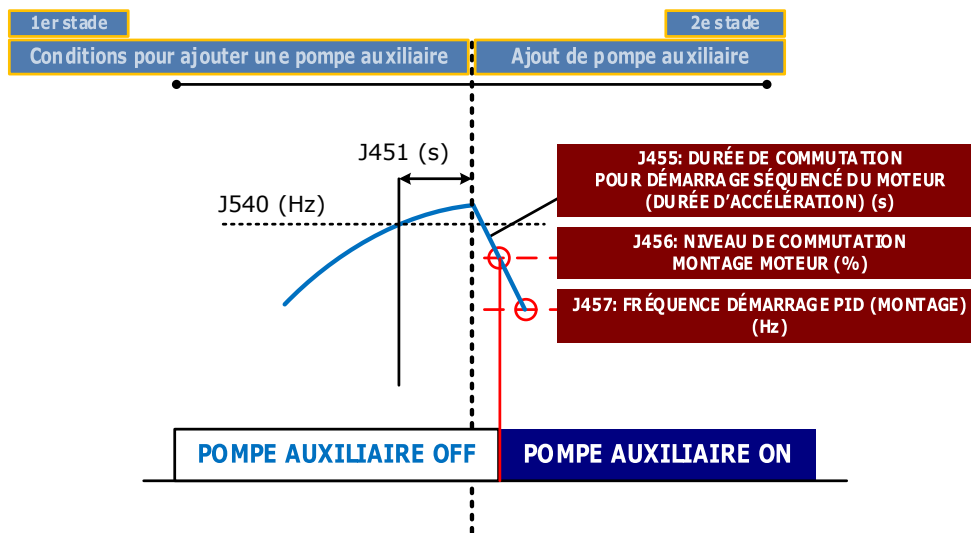 1er stade
2e stade
Conditions pour ajouter une pompe auxiliaire
Ajout de pompe auxiliaire
J451 (s)
J540 (Hz)
J455: DURÉE DE COMMUTATION
POUR DÉMARRAGE SÉQUENCÉ DU MOTEUR
(DURÉE D'ACCÉLÉRATION) (s)
J456: NIVEAU DE COMMUTATION
MONTAGE MOTEUR (%)
J457: FRÉQUENCE DÉMARRAGE PID (MONTAGE)
(Hz)
POMPE AUXILIAIRE OFF
POMPE AUXILIAIRE ON